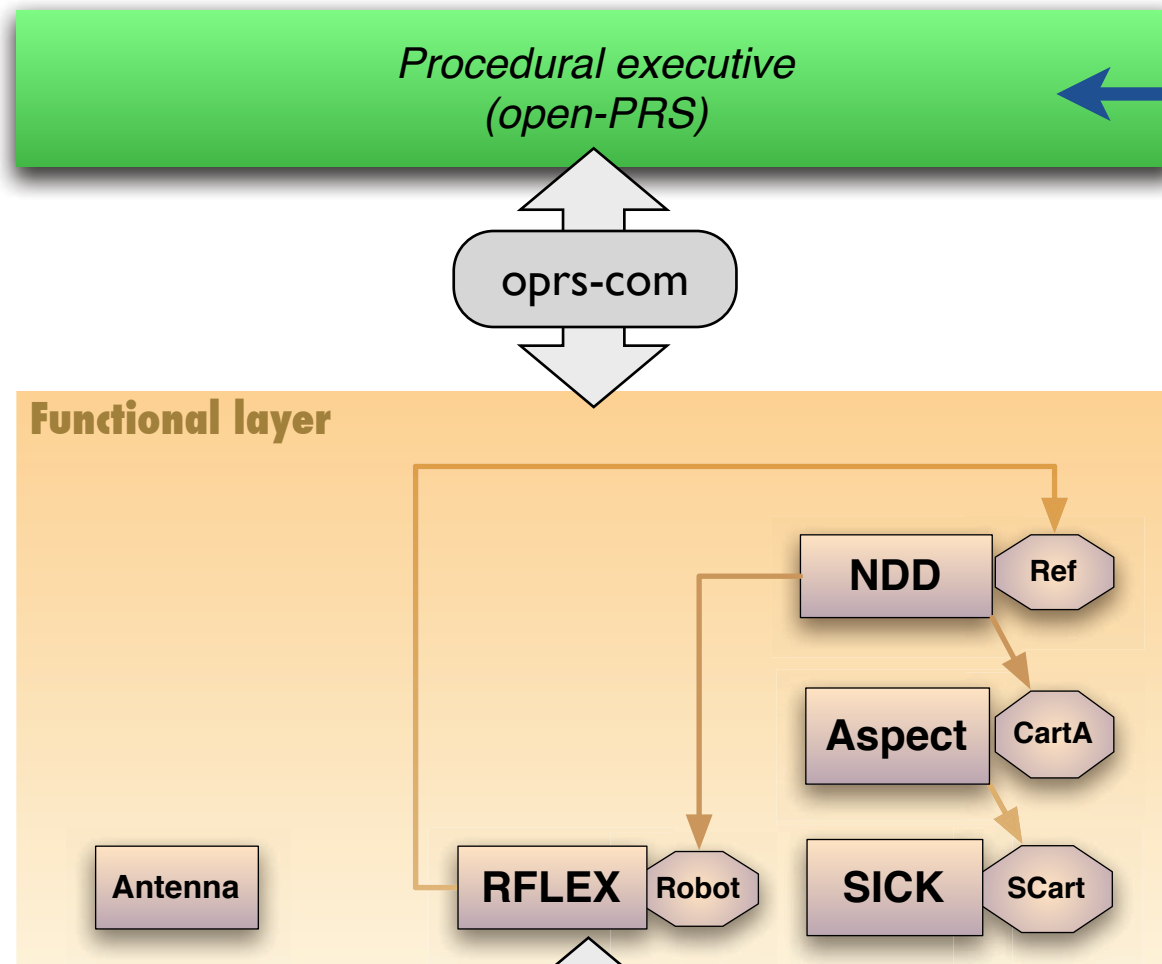 Procedural executive
(open-PRS)
oprs-com
Functional layer
NDD
Ref
Aspect
CartA
Antenna
RFLEX
Robot
SICK
SCart